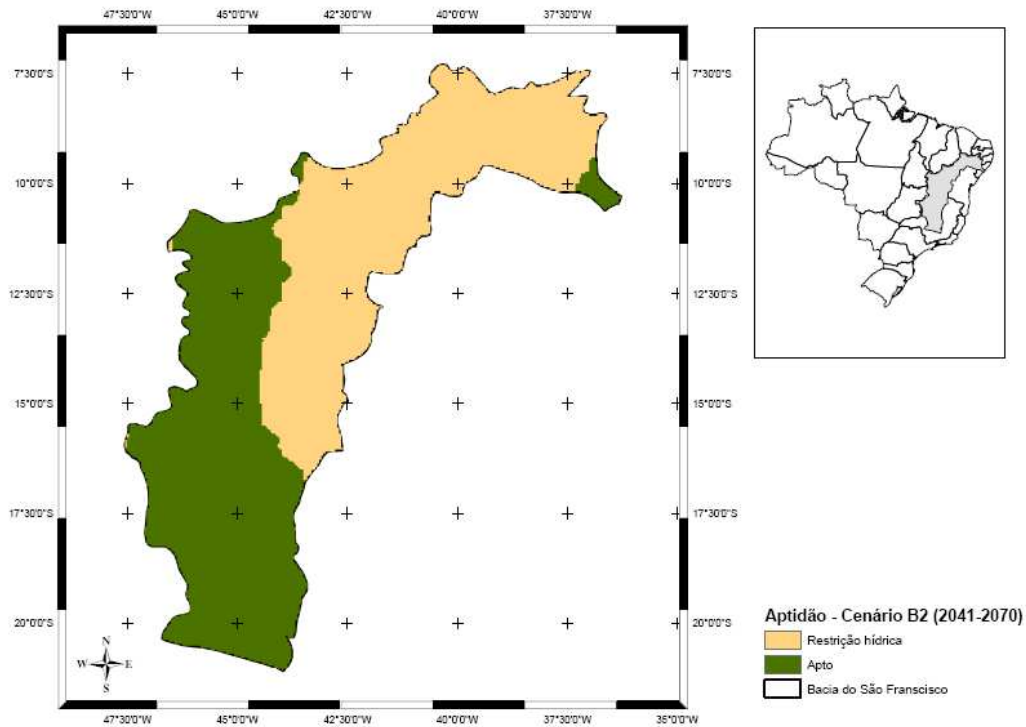 47°30'0"W 45°0'0"W 42°30'0"W 40°0'0"W 37°30'0"W 35°0'0"W
7°30'0"S 7°30'0"S
10°0'0"S 10°0'0"S
12°30'0"S 12°30'0"S
15°0'0"S 15°0'0"S
17°30'0"S 17°30'0"S
20°0'0"S 20°0'0"S
N
W E
S
47°30'0"W 45°0'0"W 42°30'0"W 40°0'0"W 37°30'0"W 35°0'0"W
Aptidão - Cenário B2 (2041-2070)
Restrição hídrica
Apto
Bacia do São Franscisco